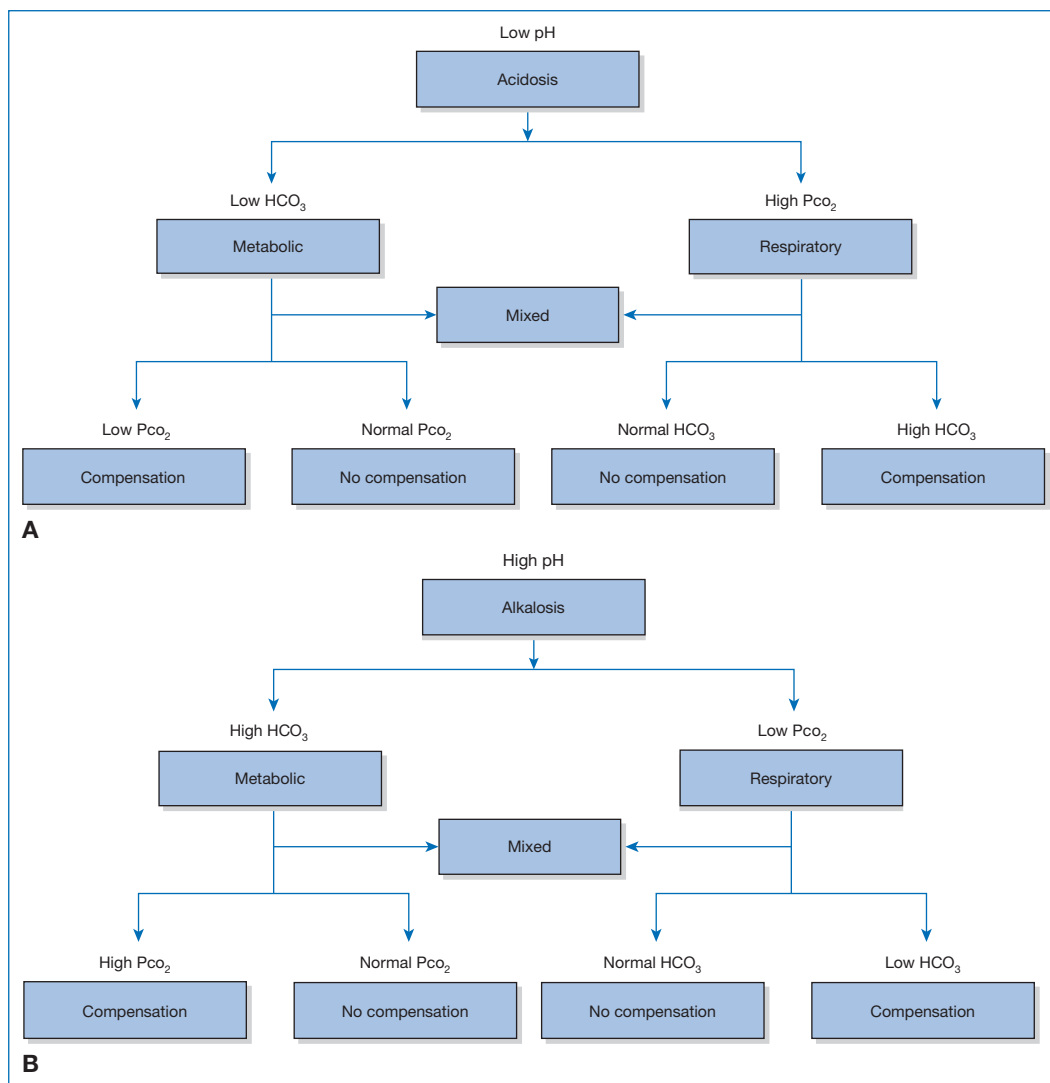 Low pH
Acidosis
Low HCO₃
High Pco₂
Metabolic
Respiratory
Mixed
Low Pco₂
Normal Pco₂
Normal HCO₃
High HCO₃
Compensation
No compensation
No compensation
Compensation
A
High pH
Alkalosis
High HCO₃
Low Pco₂
Metabolic
Respiratory
Mixed
High Pco₂
Normal Pco₂
Normal HCO₃
Low HCO₃
Compensation
No compensation
No compensation
Compensation
B